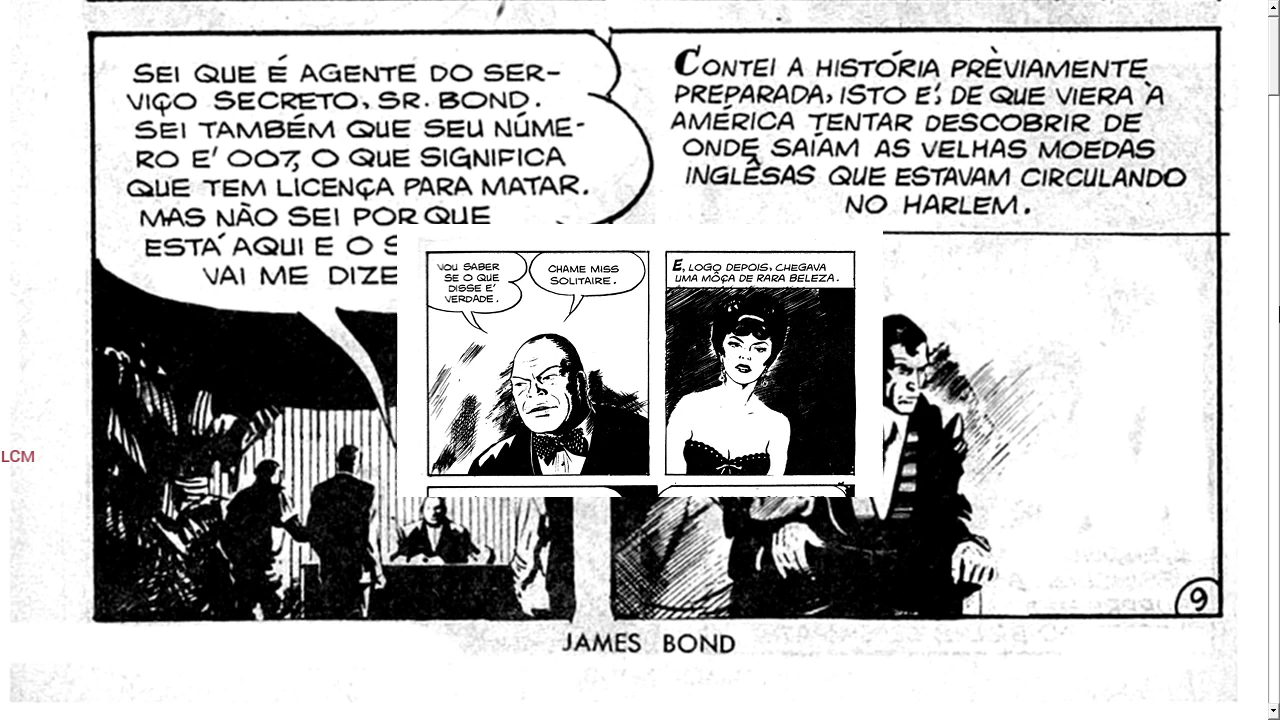 SEI QUE É AGENTE DO SER-
VIÇO SECRETO, SR. BOND.
SEI TAMBÉM QUE SEU NÚME-
RO E' 007, O QUE SIGNIFICA
QUE TEM LICENÇA PARA MATAR.
MAS NÃO SEI POR QUE
ESTÁ AQUI E O S
VAI ME DIZE
CONTEI A HISTÓRIA PRÈVIAMENTE
PREPARADA, ISTO E', DE QUE VIERA À
AMÉRICA TENTAR DESCOBRIR DE
ONDE SAÍAM AS VELHAS MOEDAS
INGLÊSAS QUE ESTAVAM CIRCULANDO
NO HARLEM.
VOU SABER
SE O QUE
DISSE E'
VERDADE.
CHAME MISS
SOLITAIRE.
E, LOGO DEPOIS, CHEGAVA
UMA MÔÇA DE RARA BELEZA.
LCM
9
JAMES BOND